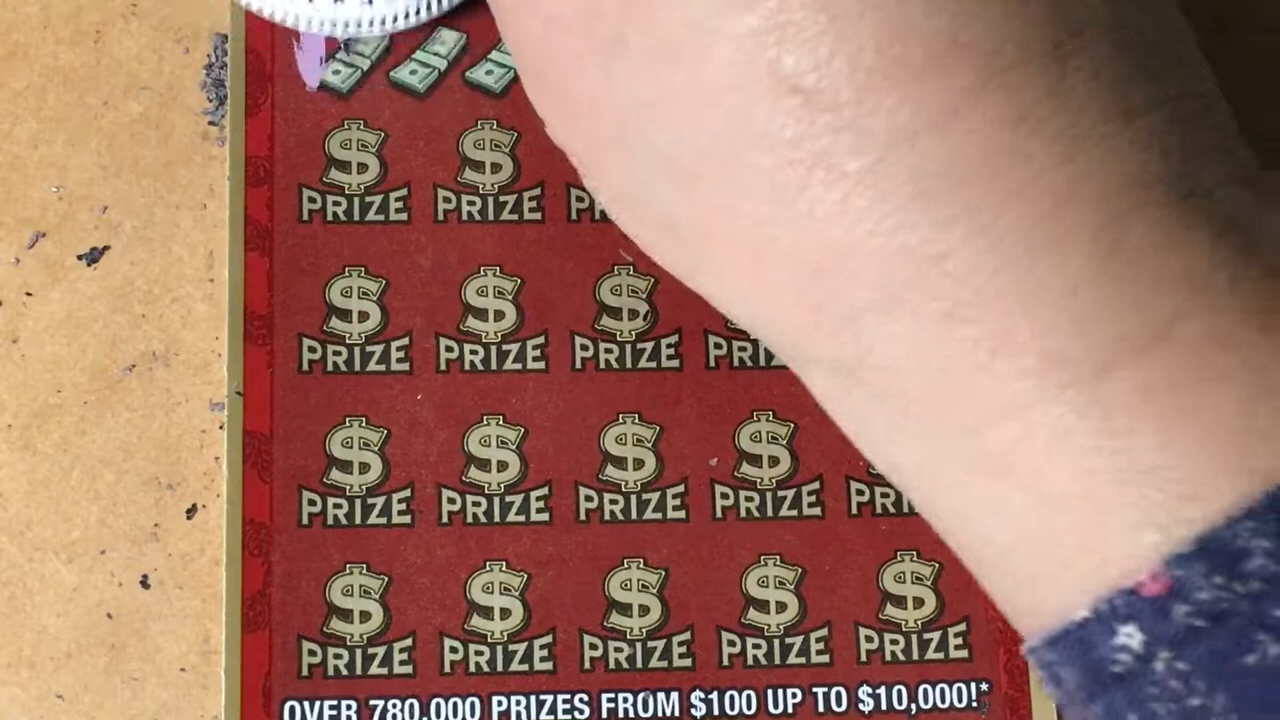 $ $
PRIZE PRIZE
$ $ $
PRIZE PRIZE PRIZE
$ $ $ $
PRIZE PRIZE PRIZE PRIZE
$ $ $ $ $
PRIZE PRIZE PRIZE PRIZE PRIZE
OVER 780,000 PRIZES FROM $100 UP TO $10,000!*